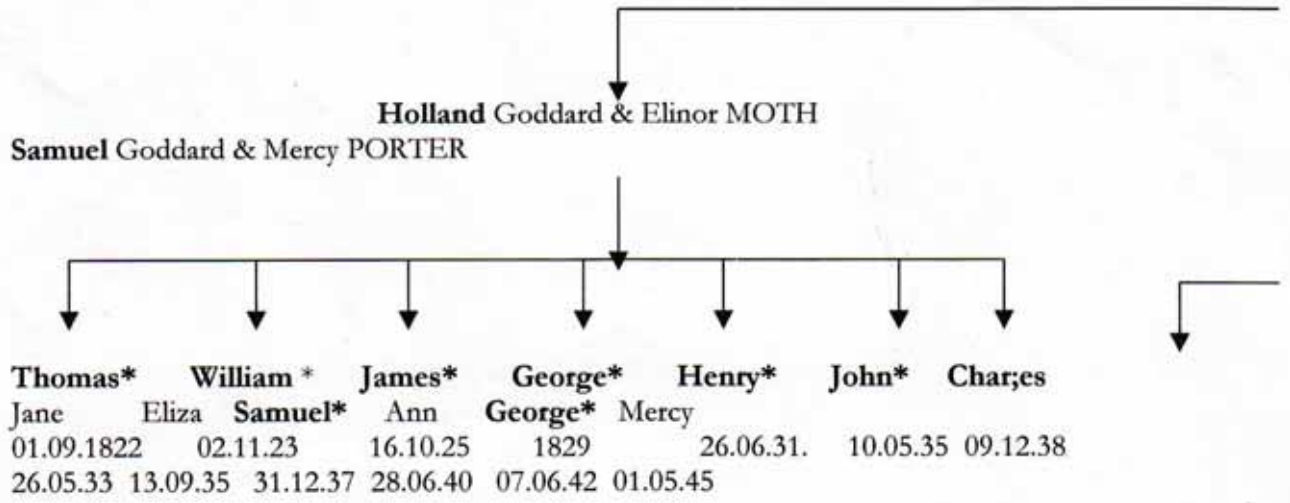 Holland Goddard & Elinor MOTH
Samuel Goddard & Mercy PORTER
Thomas* William * James* George* Henry* John* Char;es
Jane Eliza Samuel* Ann George* Mercy
01.09.1822 02.11.23 16.10.25 1829 26.06.31. 10.05.35 09.12.38
26.05.33 13.09.35 31.12.37 28.06.40 07.06.42 01.05.45